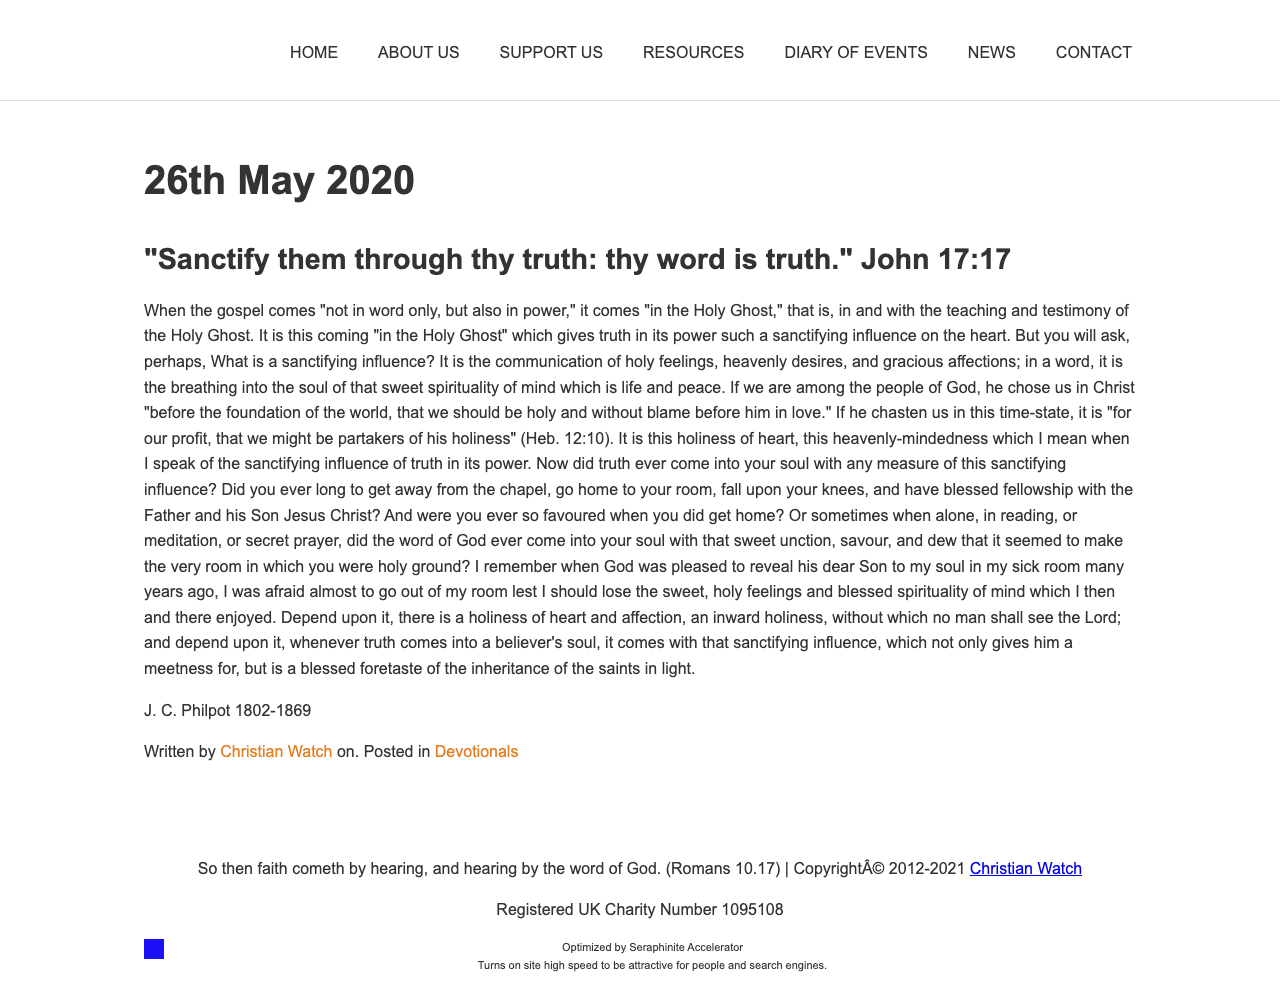 HOME ABOUT US SUPPORT US RESOURCES DIARY OF EVENTS NEWS CONTACT
26th May 2020
"Sanctify them through thy truth: thy word is truth." John 17:17
When the gospel comes "not in word only, but also in power," it comes "in the Holy Ghost," that is, in and with the teaching and testimony of
the Holy Ghost. It is this coming "in the Holy Ghost" which gives truth in its power such a sanctifying influence on the heart. But you will ask,
perhaps, What is a sanctifying influence? It is the communication of holy feelings, heavenly desires, and gracious affections; in a word, it is
the breathing into the soul of that sweet spirituality of mind which is life and peace. If we are among the people of God, he chose us in Christ
"before the foundation of the world, that we should be holy and without blame before him in love." If he chasten us in this time-state, it is "for
our profit, that we might be partakers of his holiness" (Heb. 12:10). It is this holiness of heart, this heavenly-mindedness which I mean when
I speak of the sanctifying influence of truth in its power. Now did truth ever come into your soul with any measure of this sanctifying
influence? Did you ever long to get away from the chapel, go home to your room, fall upon your knees, and have blessed fellowship with the
Father and his Son Jesus Christ? And were you ever so favoured when you did get home? Or sometimes when alone, in reading, or
meditation, or secret prayer, did the word of God ever come into your soul with that sweet unction, savour, and dew that it seemed to make
the very room in which you were holy ground? I remember when God was pleased to reveal his dear Son to my soul in my sick room many
years ago, I was afraid almost to go out of my room lest I should lose the sweet, holy feelings and blessed spirituality of mind which I then
and there enjoyed. Depend upon it, there is a holiness of heart and affection, an inward holiness, without which no man shall see the Lord;
and depend upon it, whenever truth comes into a believer's soul, it comes with that sanctifying influence, which not only gives him a
meetness for, but is a blessed foretaste of the inheritance of the saints in light.
J. C. Philpot 1802-1869
Written by Christian Watch on. Posted in Devotionals
So then faith cometh by hearing, and hearing by the word of God. (Romans 10.17) | CopyrightÂ© 2012-2021 Christian Watch
Registered UK Charity Number 1095108
Optimized by Seraphinite Accelerator
Turns on site high speed to be attractive for people and search engines.